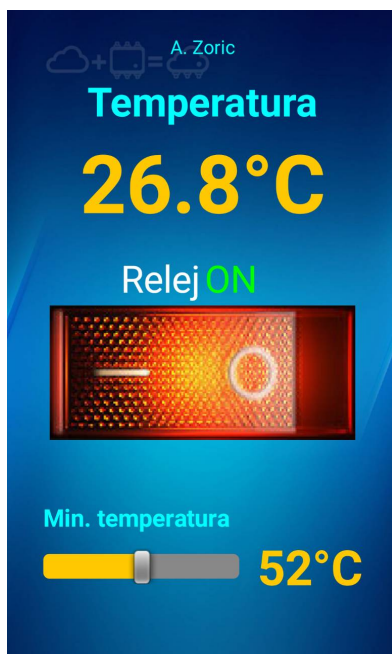 A. Zoric
Temperatura
26.8°C
Relej ON
Min. temperatura
52°C